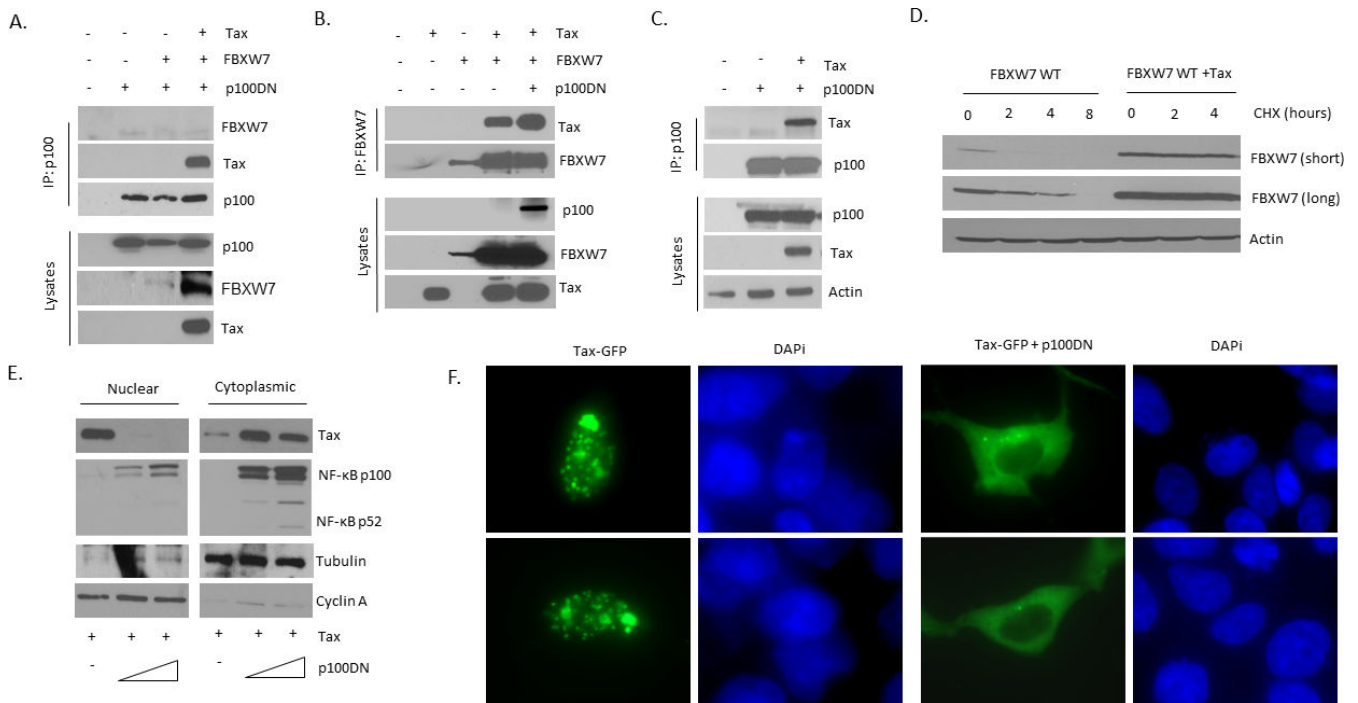 A.
- - - + Tax
- - + + FBXW7
- + + + p100DN
IP: p100
FBXW7
Tax
p100
Lysates
p100
FBXW7
Tax
B.
- + - + + Tax
- - + + + FBXW7
- - - - + p100DN
IP: FBXW7
Tax
FBXW7
Lysates
p100
FBXW7
Tax
C.
- - + Tax
- + + p100DN
IP: p100
Tax
p100
Lysates
p100
Tax
Actin
D.
FBXW7 WT FBXW7 WT +Tax
0 2 4 8 0 2 4 CHX (hours)
FBXW7 (short)
FBXW7 (long)
Actin
E.
Nuclear Cytoplasmic
Tax
NF-κB p100
NF-κB p52
Tubulin
Cyclin A
+ + + + + + Tax
- - p100DN
F.
Tax-GFP DAPi Tax-GFP + p100DN DAPi